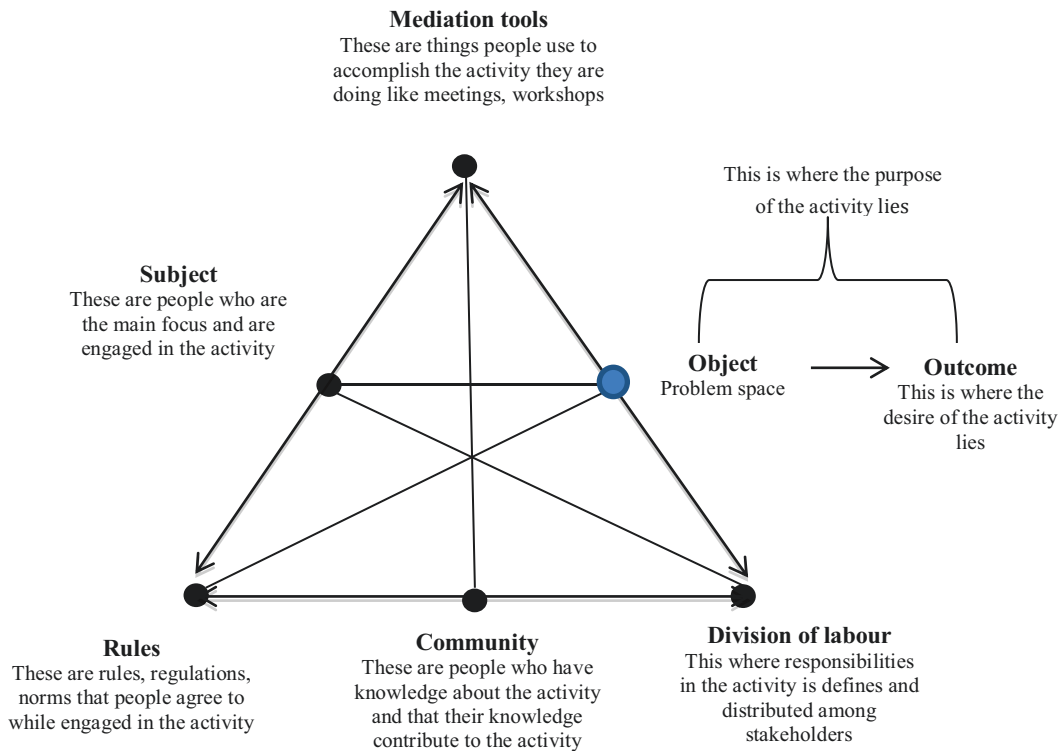 Mediation tools
These are things people use to
accomplish the activity they are
doing like meetings, workshops
This is where the purpose
of the activity lies
Subject
These are people who are
the main focus and are
engaged in the activity
Object
Problem space
Outcome
This is where the
desire of the activity
lies
Rules
These are rules, regulations,
norms that people agree to
while engaged in the activity
Community
These are people who have
knowledge about the activity
and that their knowledge
contribute to the activity
Division of labour
This where responsibilities
in the activity is defines and
distributed among
stakeholders